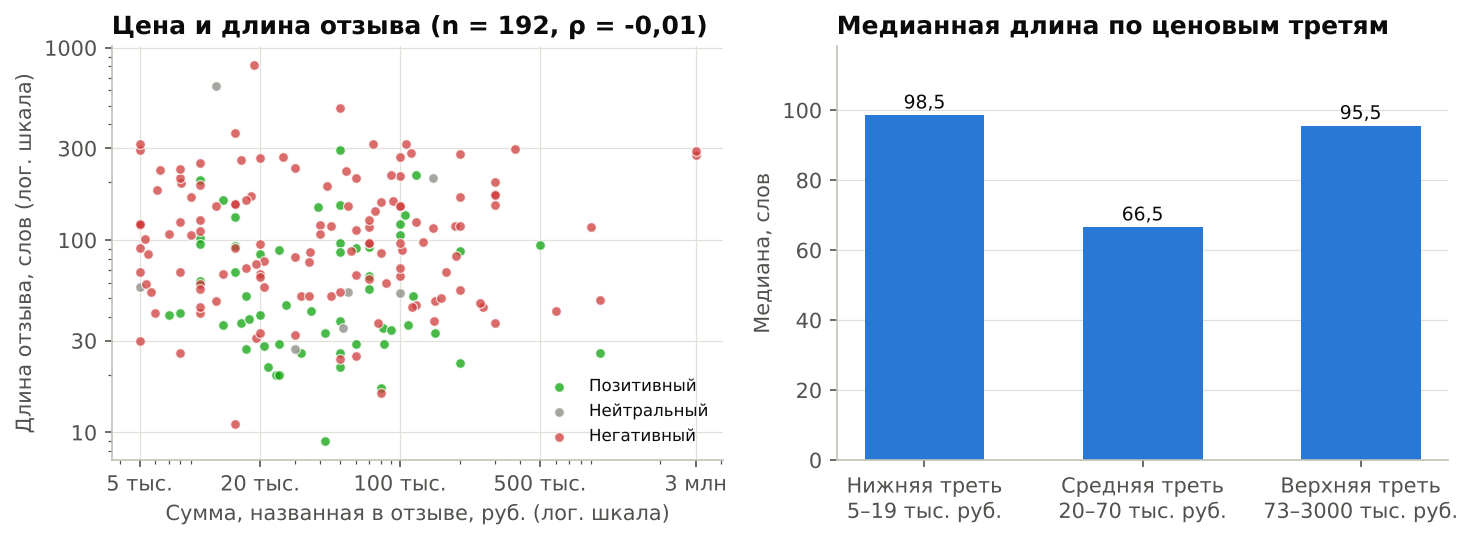 Цена и длина отзыва (n = 192, ρ = -0,01)
Длина отзыва, слов (лог. шкала)
1000
300
100
30
10
Позитивный
Нейтральный
Негативный
5 тыс. 20 тыс. 100 тыс. 500 тыс. 3 млн
Сумма, названная в отзыве, руб. (лог. шкала)
Медианная длина по ценовым третям
Медиана, слов
100
80
60
40
20
0
98,5
66,5
95,5
Нижняя треть
5–19 тыс. руб.
Средняя треть
20–70 тыс. руб.
Верхняя треть
73–3000 тыс. руб.